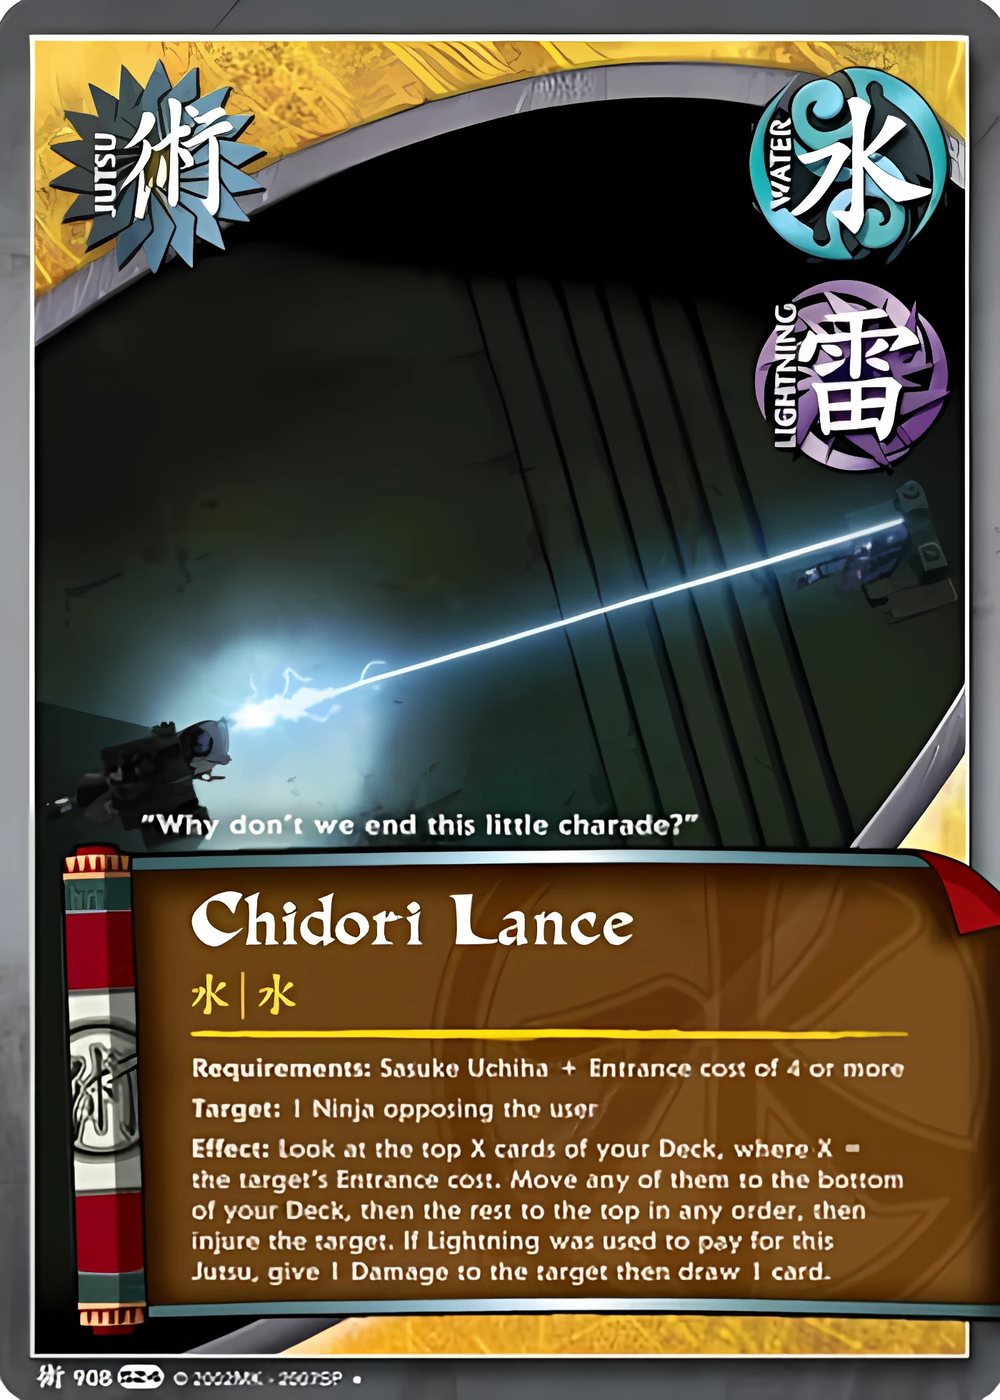 JUTSU 術
WATER 水
LIGHTNING 雷
"Why don't we end this little charade?"
Chidori Lance
水|水
術
Requirements: Sasuke Uchiha + Entrance cost of 4 or more
Target: 1 Ninja opposing the user
Effect: Look at the top X cards of your Deck, where X =
the target's Entrance cost. Move any of them to the bottom
of your Deck, then the rest to the top in any order, then
injure the target. If Lightning was used to pay for this
Jutsu, give 1 Damage to the target then draw 1 card.
術 908 © 2002MK - 2007SP